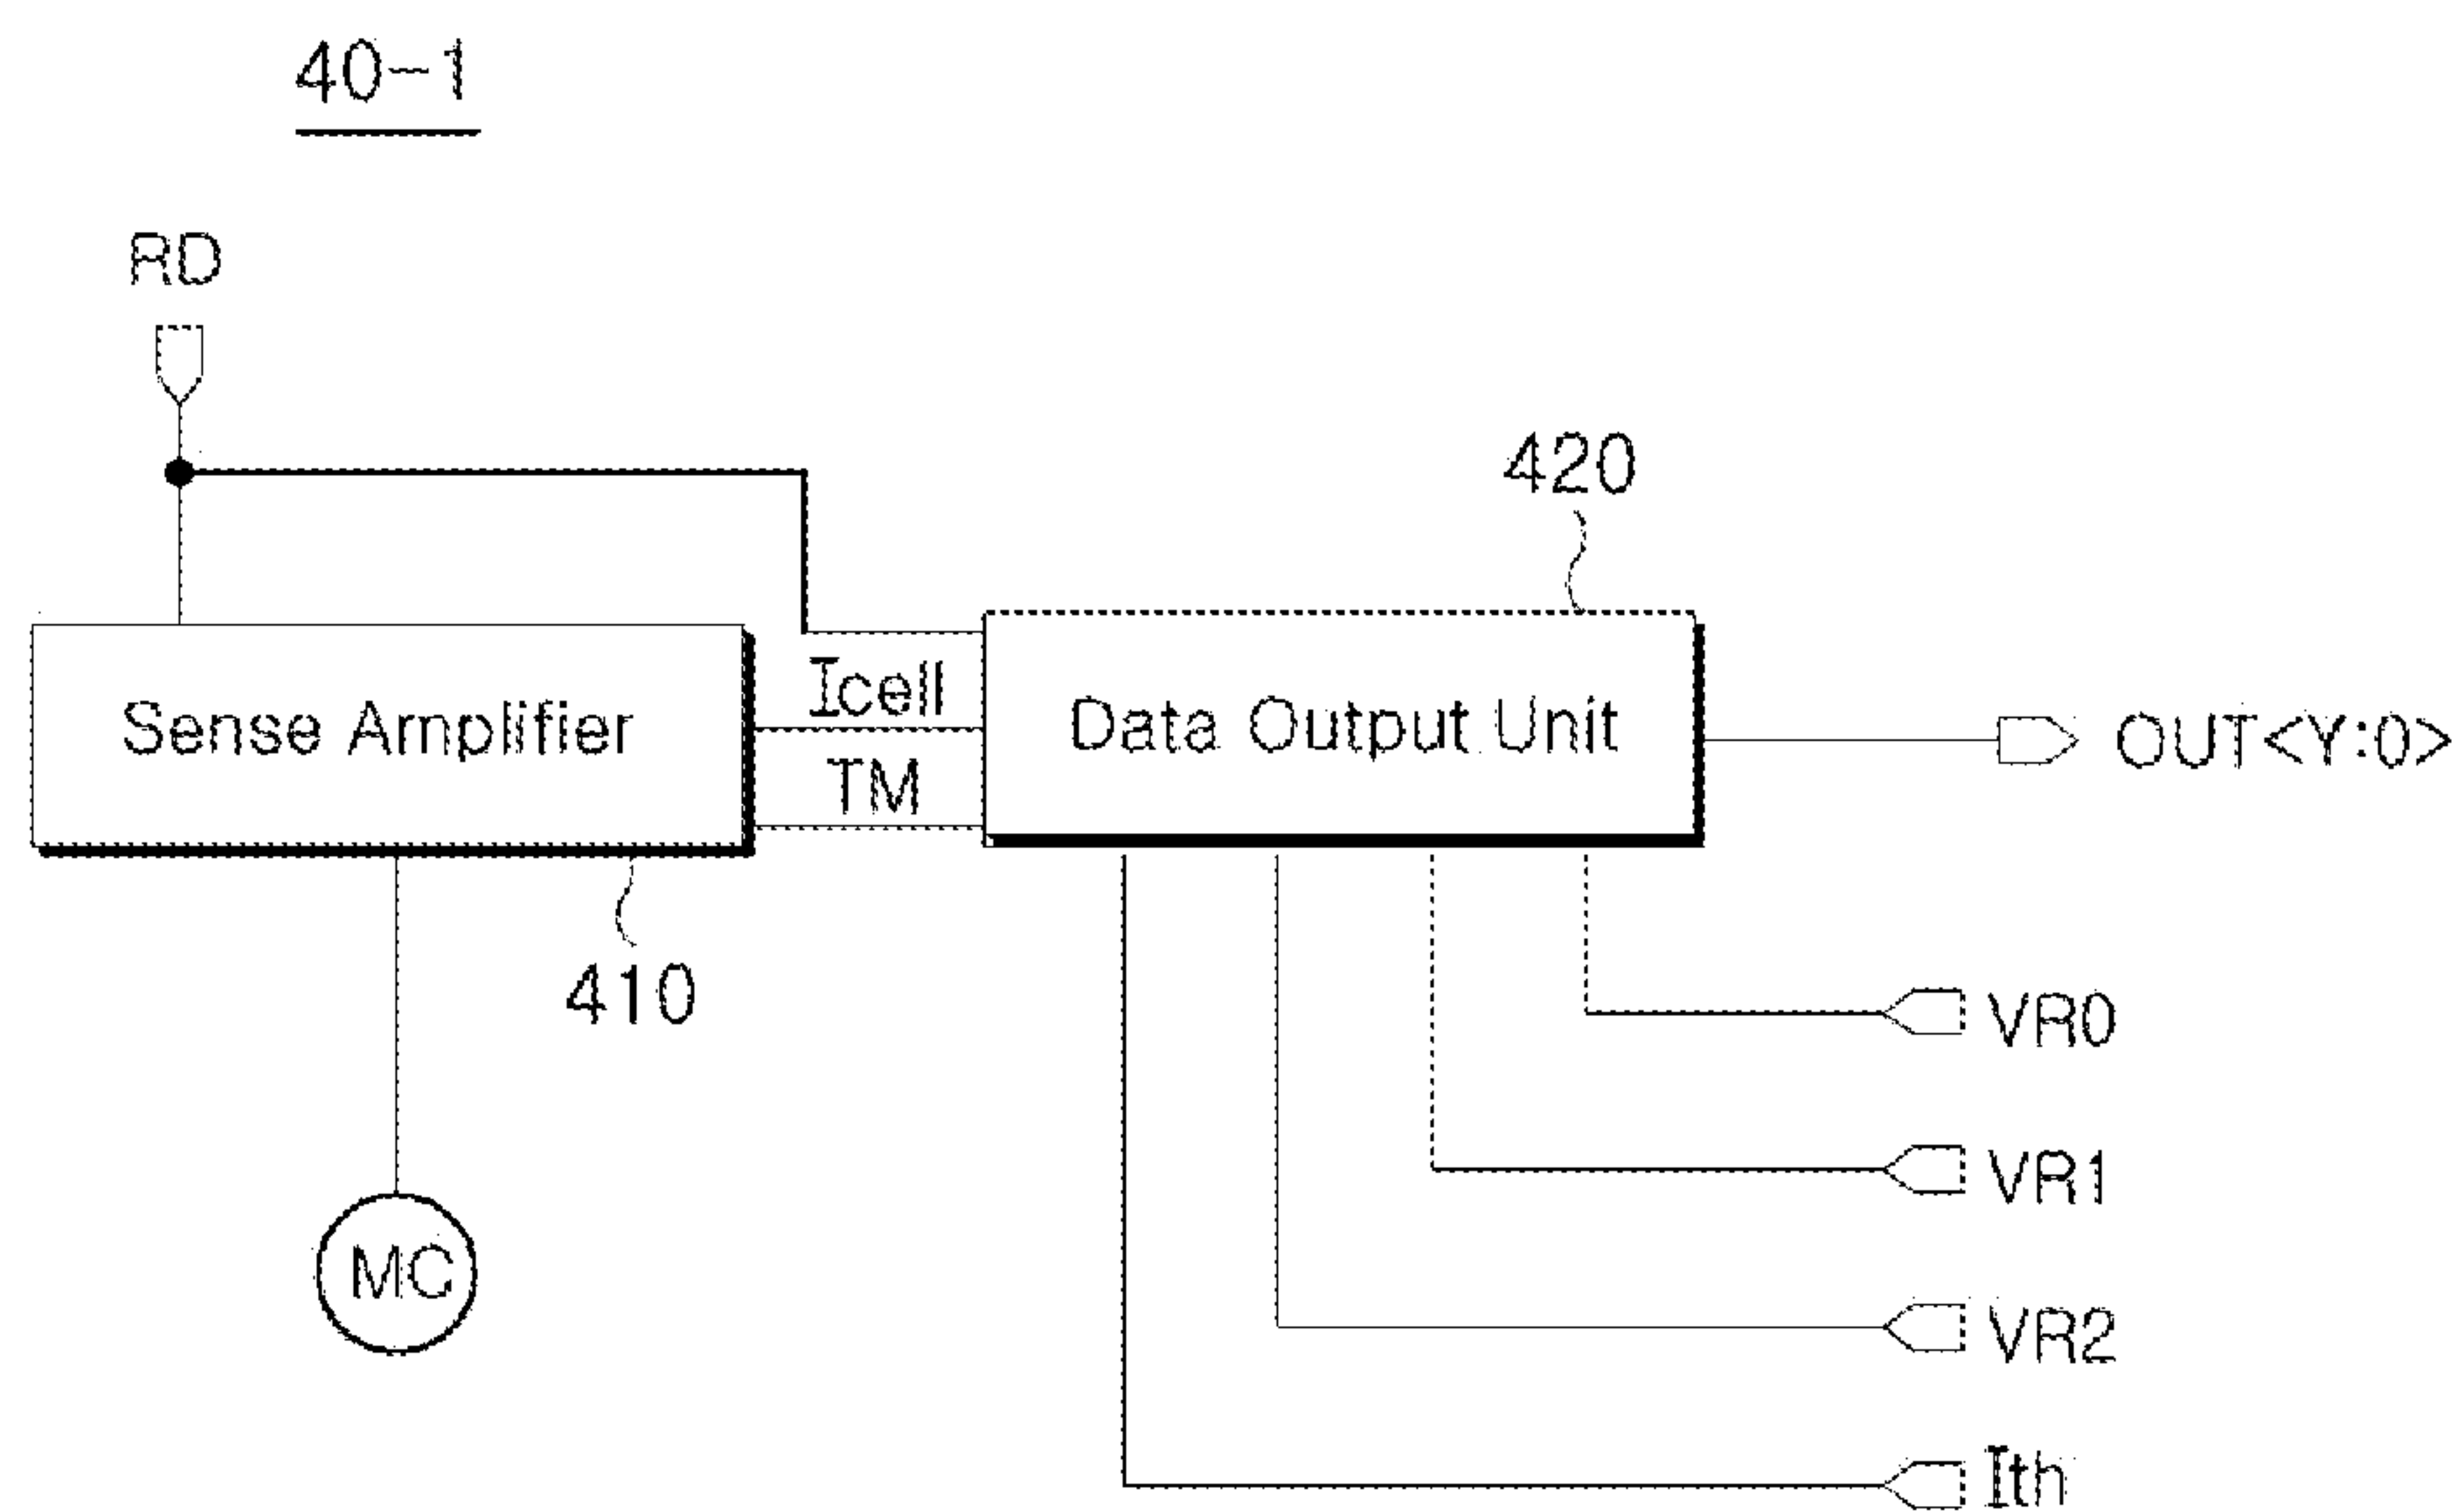 40-1
RD
420
Icell
Sense Amplifier
Data Output Unit
OUT<Y:0>
TM
410
VR0
MC
VR1
VR2
Ith